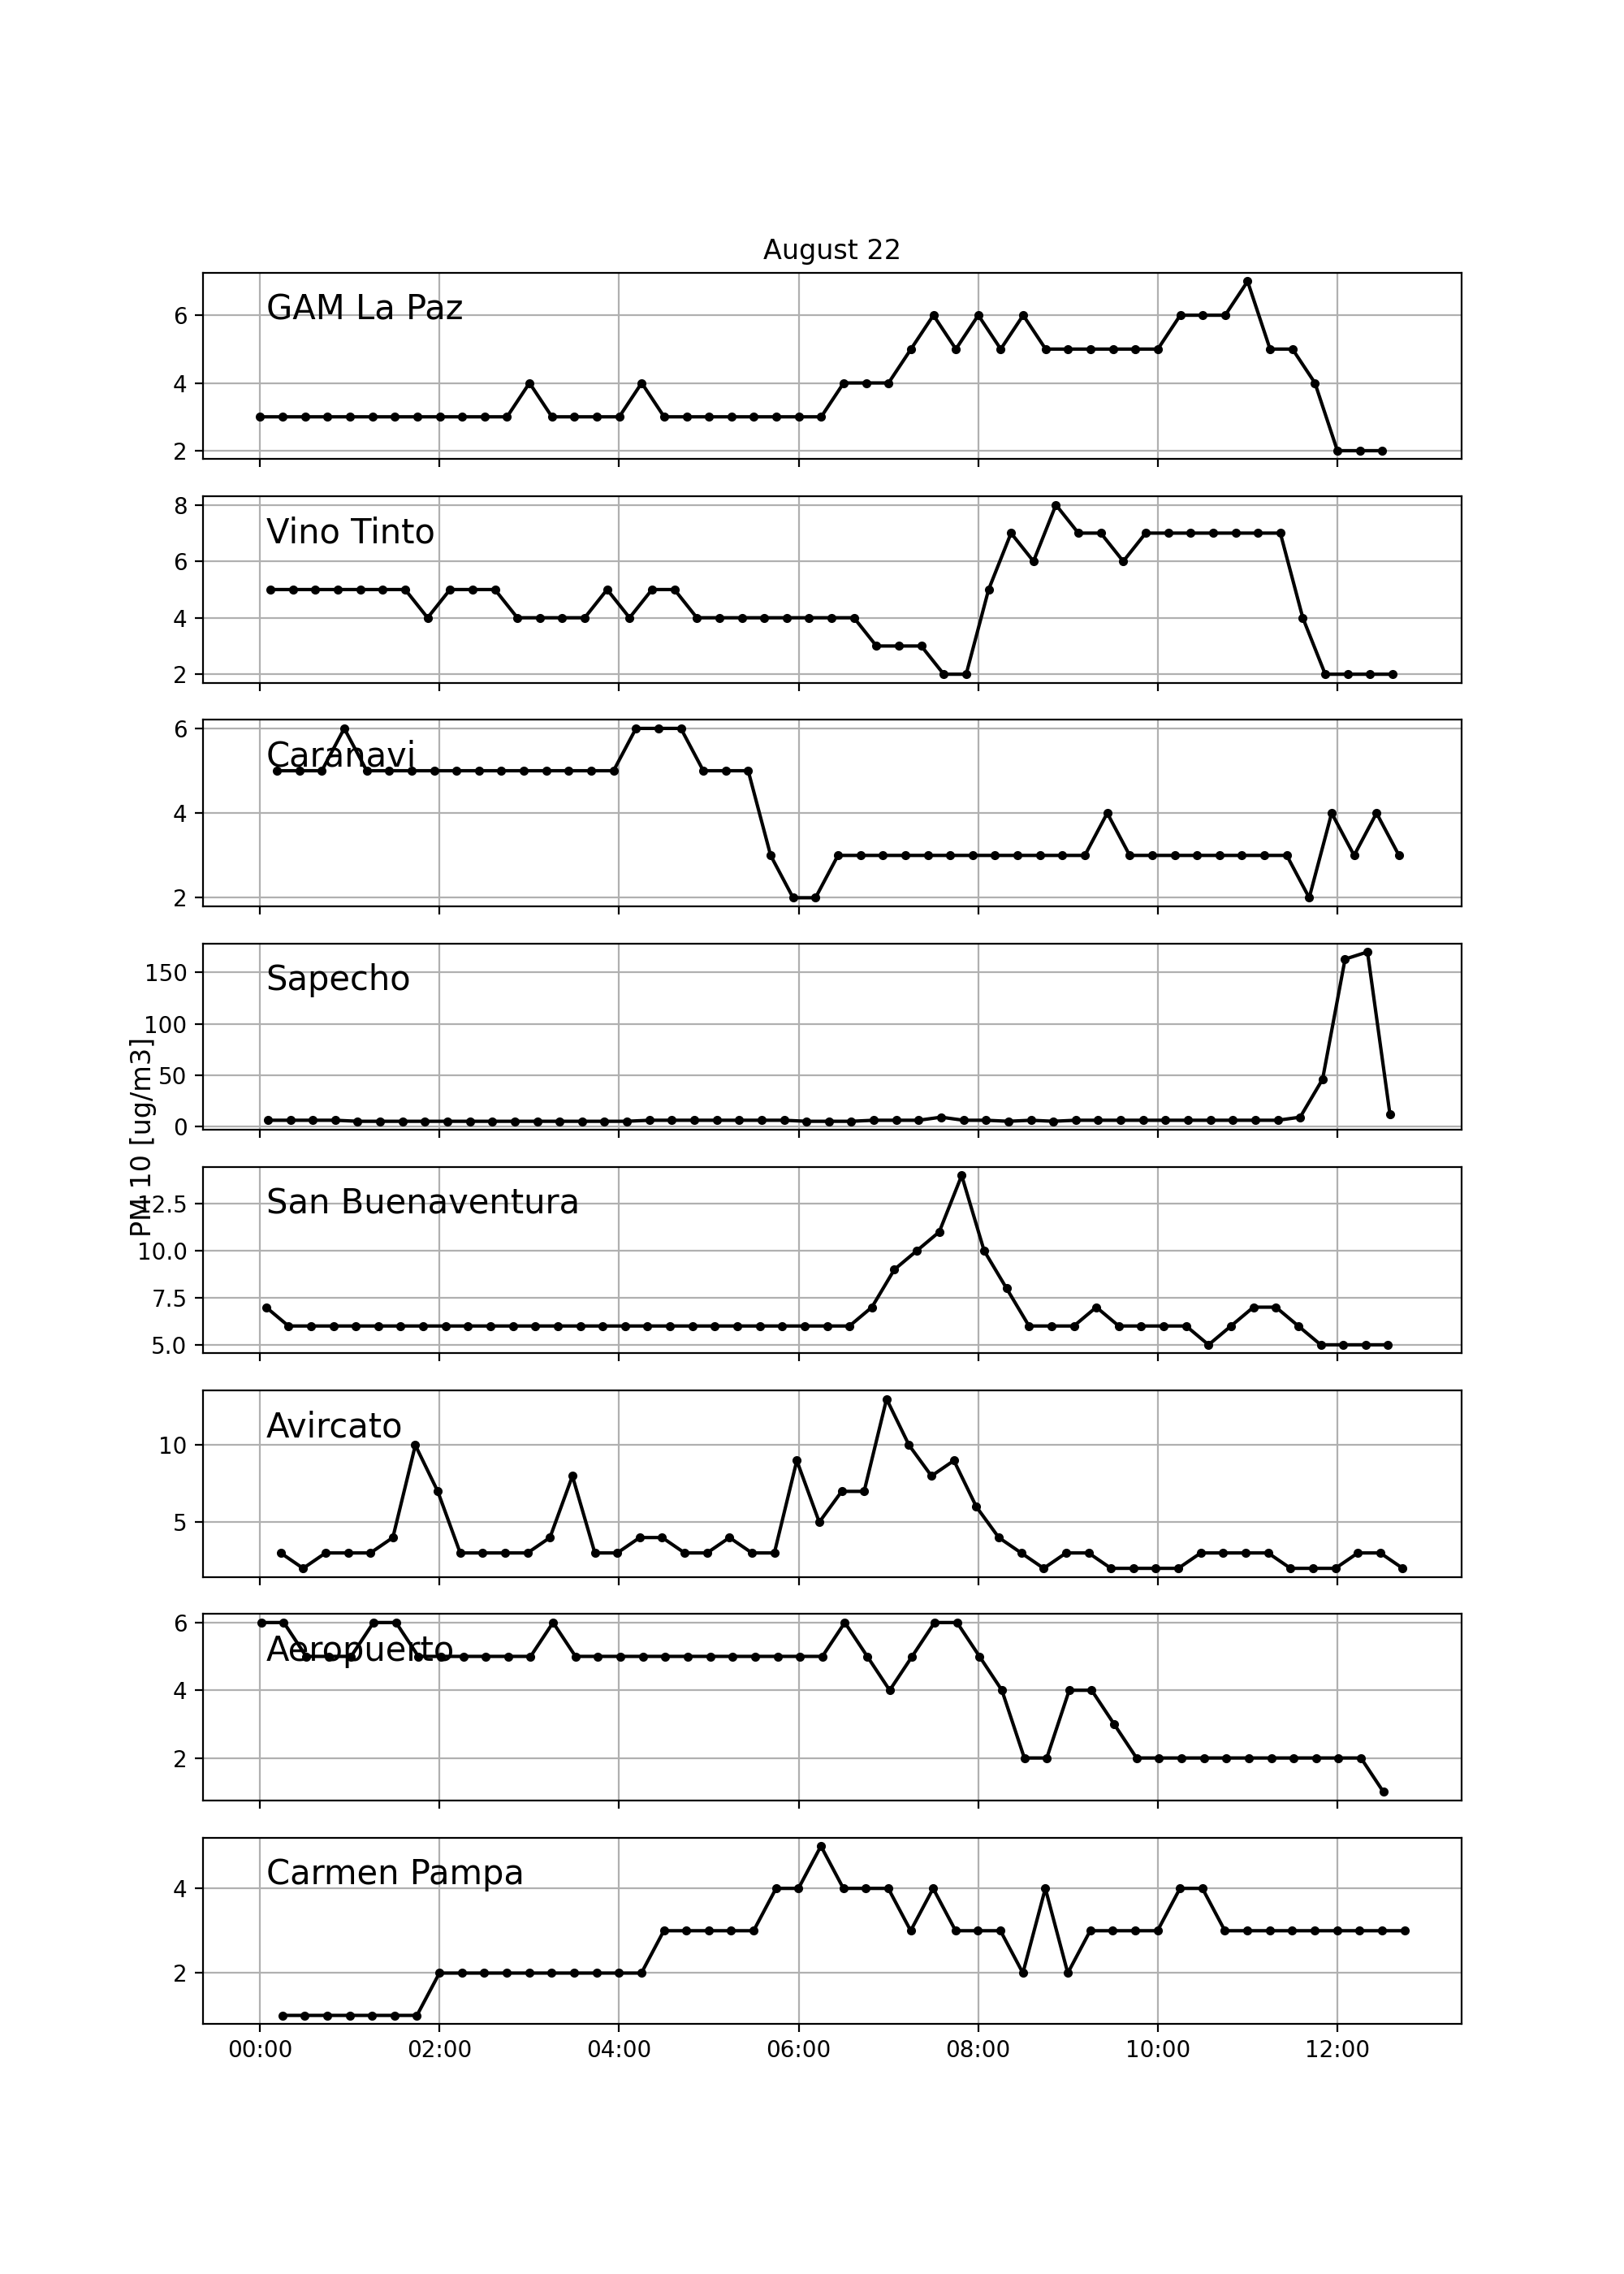 August 22
GAM La Paz
6
4
2
Vino Tinto
8
6
4
2
Caranavi
6
4
2
Sapecho
150
100
50
0
PM 10 [ug/m3]
San Buenaventura
12.5
10.0
7.5
5.0
Avircato
10
5
Aeropuerto
6
4
2
Carmen Pampa
4
2
00:00 02:00 04:00 06:00 08:00 10:00 12:00